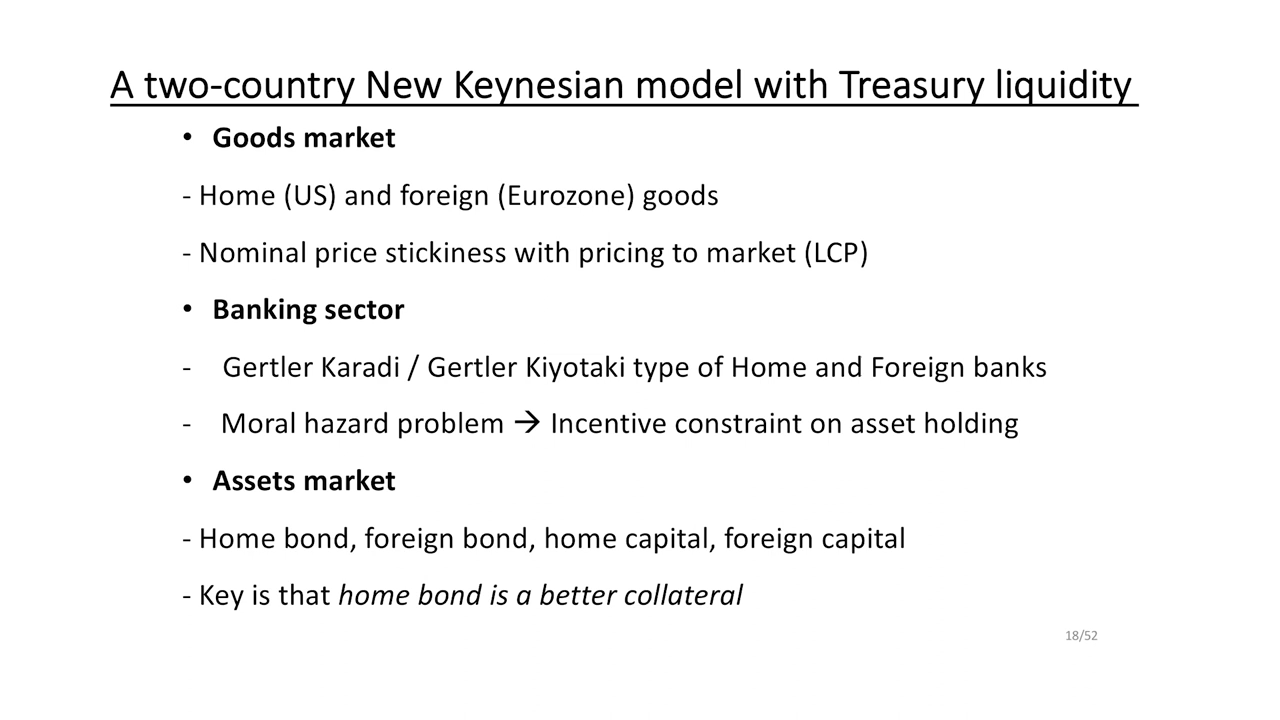 A two-country New Keynesian model with Treasury liquidity
• Goods market
- Home (US) and foreign (Eurozone) goods
- Nominal price stickiness with pricing to market (LCP)
• Banking sector
- Gertler Karadi / Gertler Kiyotaki type of Home and Foreign banks
- Moral hazard problem → Incentive constraint on asset holding
• Assets market
- Home bond, foreign bond, home capital, foreign capital
- Key is that home bond is a better collateral
18/52